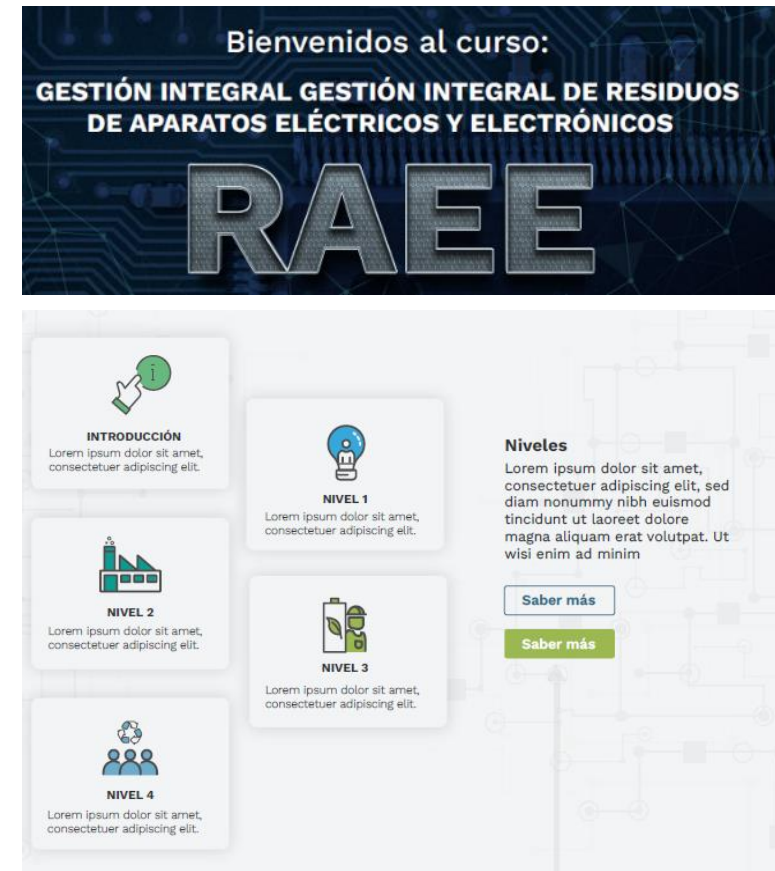 Bienvenidos al curso:
GESTIÓN INTEGRAL GESTIÓN INTEGRAL DE RESIDUOS
DE APARATOS ELÉCTRICOS Y ELECTRÓNICOS
RAEE
i
INTRODUCCIÓN
Lorem ipsum dolor sit amet,
consectetuer adipiscing elit.
NIVEL 1
Lorem ipsum dolor sit amet,
consectetuer adipiscing elit.
NIVEL 2
Lorem ipsum dolor sit amet,
consectetuer adipiscing elit.
NIVEL 3
Lorem ipsum dolor sit amet,
consectetuer adipiscing elit.
NIVEL 4
Lorem ipsum dolor sit amet,
consectetuer adipiscing elit.
Niveles
Lorem ipsum dolor sit amet,
consectetuer adipiscing elit, sed
diam nonummy nibh euismod
tincidunt ut laoreet dolore
magna aliquam erat volutpat. Ut
wisi enim ad minim
Saber más
Saber más